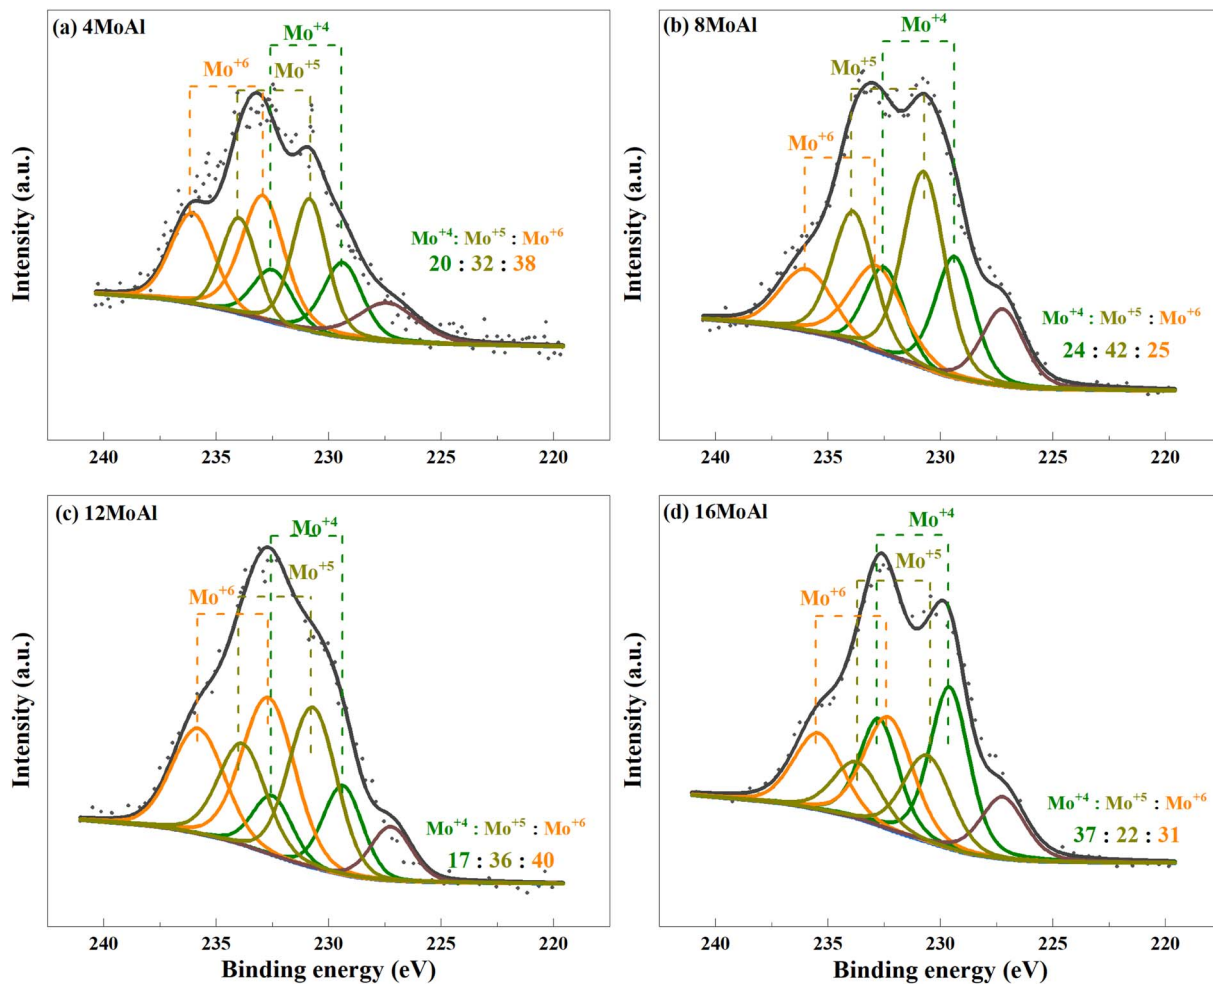 (a) 4MoAl
Mo+4
Mo+6
Mo+5
Mo+4: Mo+5 : Mo+6
20 : 32 : 38
Intensity (a.u.)
240 235 230 225 220
(b) 8MoAl
Mo+4
Mo+5
Mo+6
Mo+4 : Mo+5 : Mo+6
24 : 42 : 25
Intensity (a.u.)
240 235 230 225 220
(c) 12MoAl
Mo+4
Mo+5
Mo+6
Mo+4 : Mo+5 : Mo+6
17 : 36 : 40
Intensity (a.u.)
240 235 230 225 220
Binding energy (eV)
(d) 16MoAl
Mo+4
Mo+5
Mo+6
Mo+4 : Mo+5 : Mo+6
37 : 22 : 31
Intensity (a.u.)
240 235 230 225 220
Binding energy (eV)